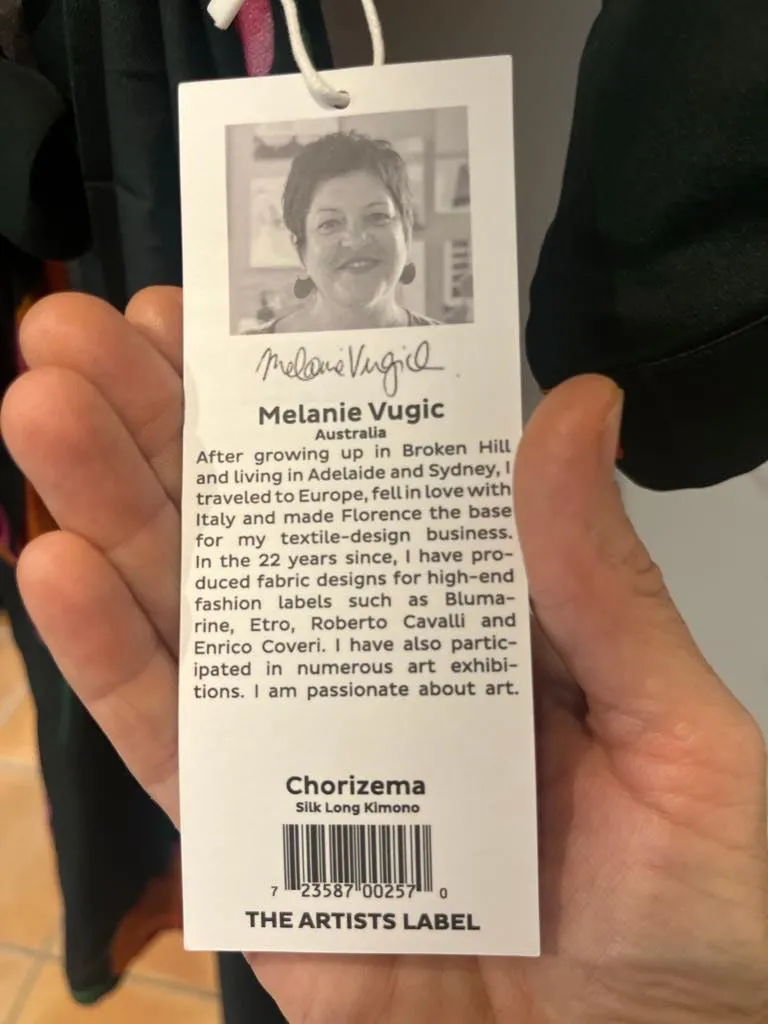 Melanie Vugic
Melanie Vugic
Australia
After growing up in Broken Hill
and living in Adelaide and Sydney, I
traveled to Europe, fell in love with
Italy and made Florence the base
for my textile-design business.
In the 22 years since, I have pro-
duced fabric designs for high-end
fashion labels such as Bluma-
rine, Etro, Roberto Cavalli and
Enrico Coveri. I have also partic-
ipated in numerous art exhibi-
tions. I am passionate about art.
Chorizema
Silk Long Kimono
7 23587 00257 0
THE ARTISTS LABEL